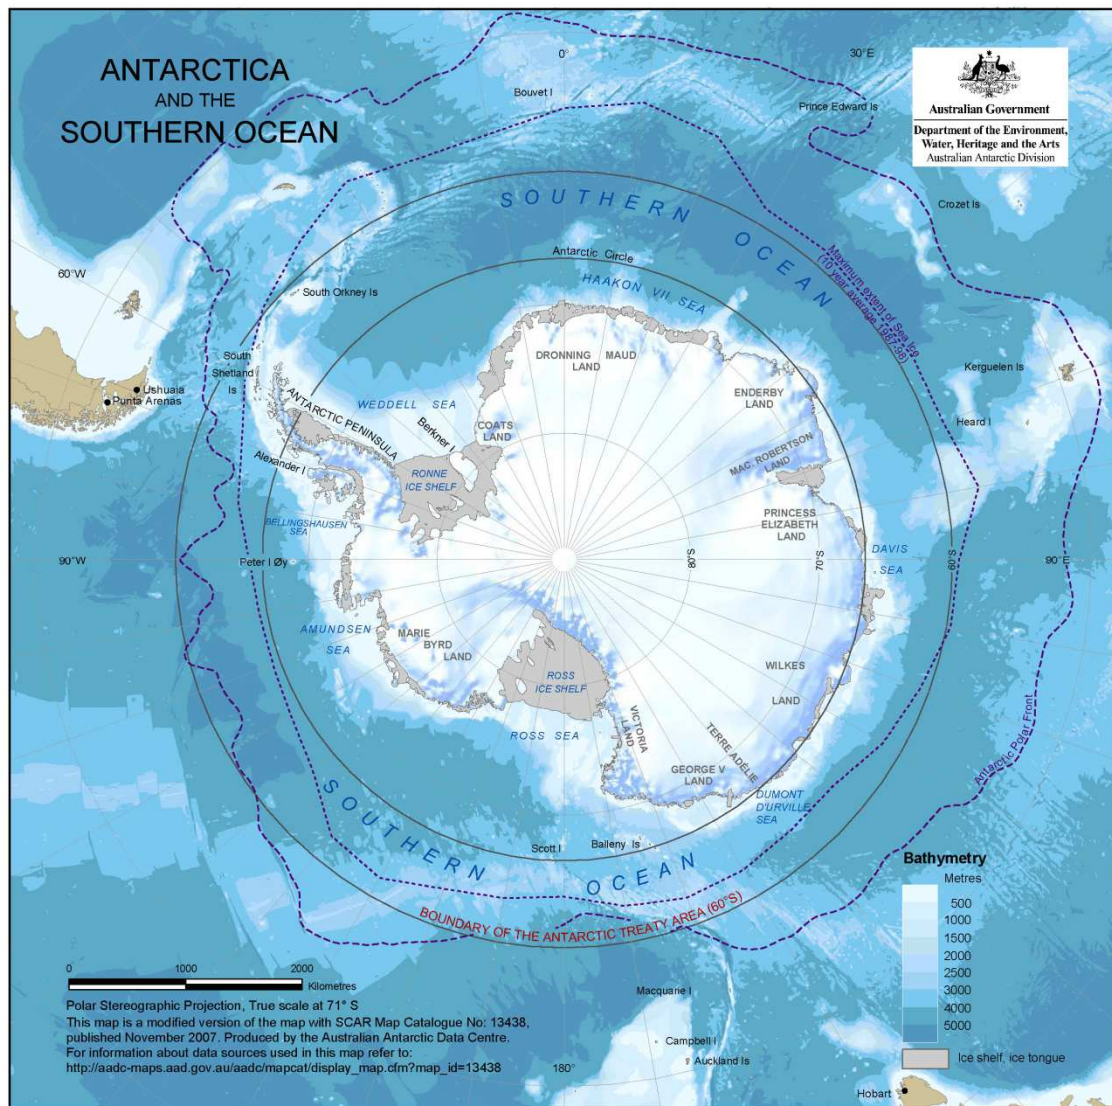 ANTARCTICA
AND THE
SOUTHERN OCEAN
0°
30°E
Bouvet I
Prince Edward Is
Australian Government
Department of the Environment,
Water, Heritage and the Arts
Australian Antarctic Division
SOUTHERN OCEAN
Crozet Is
Maximum extent of Sea Ice
(10 year average 1987-98)
Antarctic Circle
HAAKON VII SEA
60°W
South Orkney Is
DRONNING MAUD
LAND
South
Shetland
Is
Kerguelen Is
Ushuaia
Punta Arenas
ANTARCTIC PENINSULA
WEDDELL SEA
Berkner I
COATS
LAND
ENDERBY
LAND
Heard I
Alexander I
RONNE
ICE SHELF
MAC. ROBERTSON
LAND
BELLINGSHAUSEN
SEA
PRINCESS
ELIZABETH
LAND
90°W
Peter I Øy
80°S
70°S
DAVIS
SEA
60°S
90°E
AMUNDSEN
SEA
MARIE
BYRD
LAND
ROSS
ICE SHELF
WILKES
LAND
ROSS SEA
VICTORIA
LAND
TERRE ADÉLIE
GEORGE V
LAND
DUMONT
D'URVILLE
SEA
Antarctic Polar Front
SOUTHERN OCEAN
Scott I
Balleny Is
BOUNDARY OF THE ANTARCTIC TREATY AREA (60°S)
Bathymetry
Metres
500
1000
1500
2000
2500
3000
4000
5000
Ice shelf, ice tongue
0 1000 2000
Kilometres
Polar Stereographic Projection, True scale at 71° S
This map is a modified version of the map with SCAR Map Catalogue No: 13438,
published November 2007. Produced by the Australian Antarctic Data Centre.
For information about data sources used in this map refer to:
http://aadc-maps.aad.gov.au/aadc/mapcat/display_map.cfm?map_id=13438
Macquarie I
Campbell I
Auckland Is
180°
Hobart